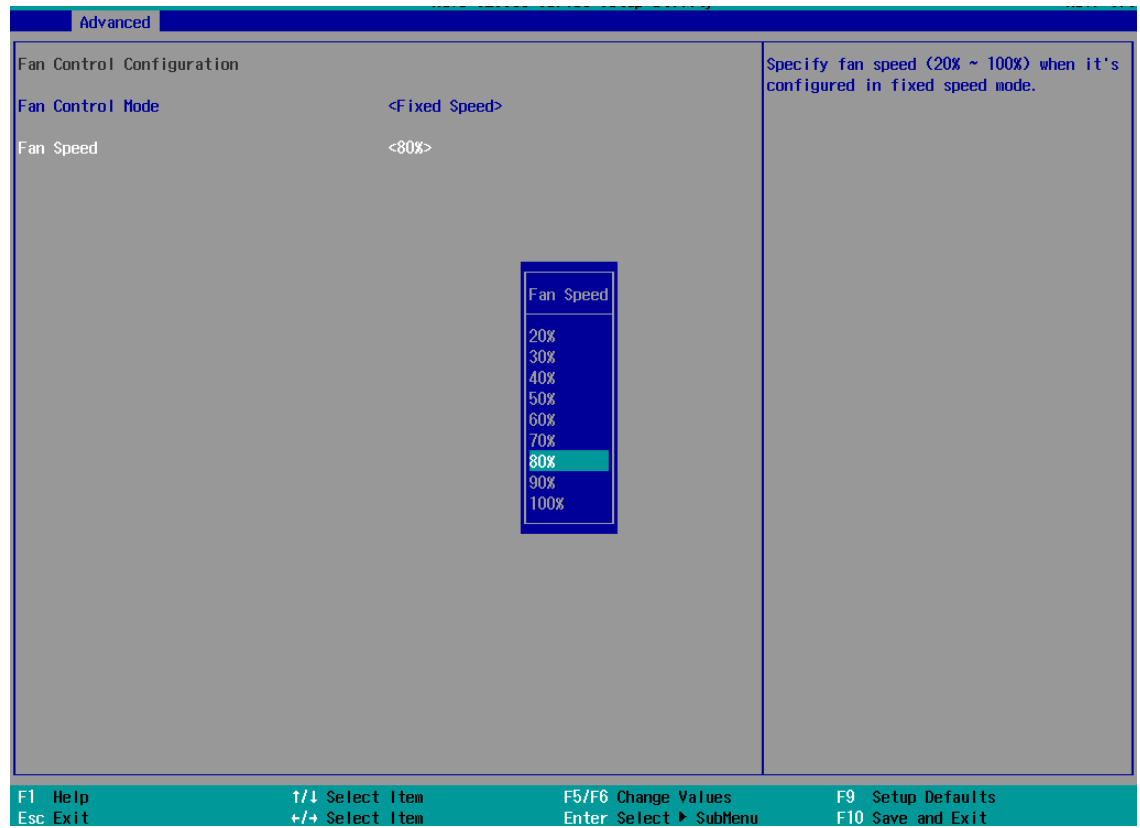 Advanced
Fan Control Configuration
Specify fan speed (20% ~ 100%) when it's
configured in fixed speed mode.
Fan Control Mode <Fixed Speed>
Fan Speed <80%>
Fan Speed
20%
30%
40%
50%
60%
70%
80%
90%
100%
F1 Help ↑/↓ Select Item F5/F6 Change Values F9 Setup Defaults
Esc Exit ←/→ Select Item Enter Select ▶ SubMenu F10 Save and Exit